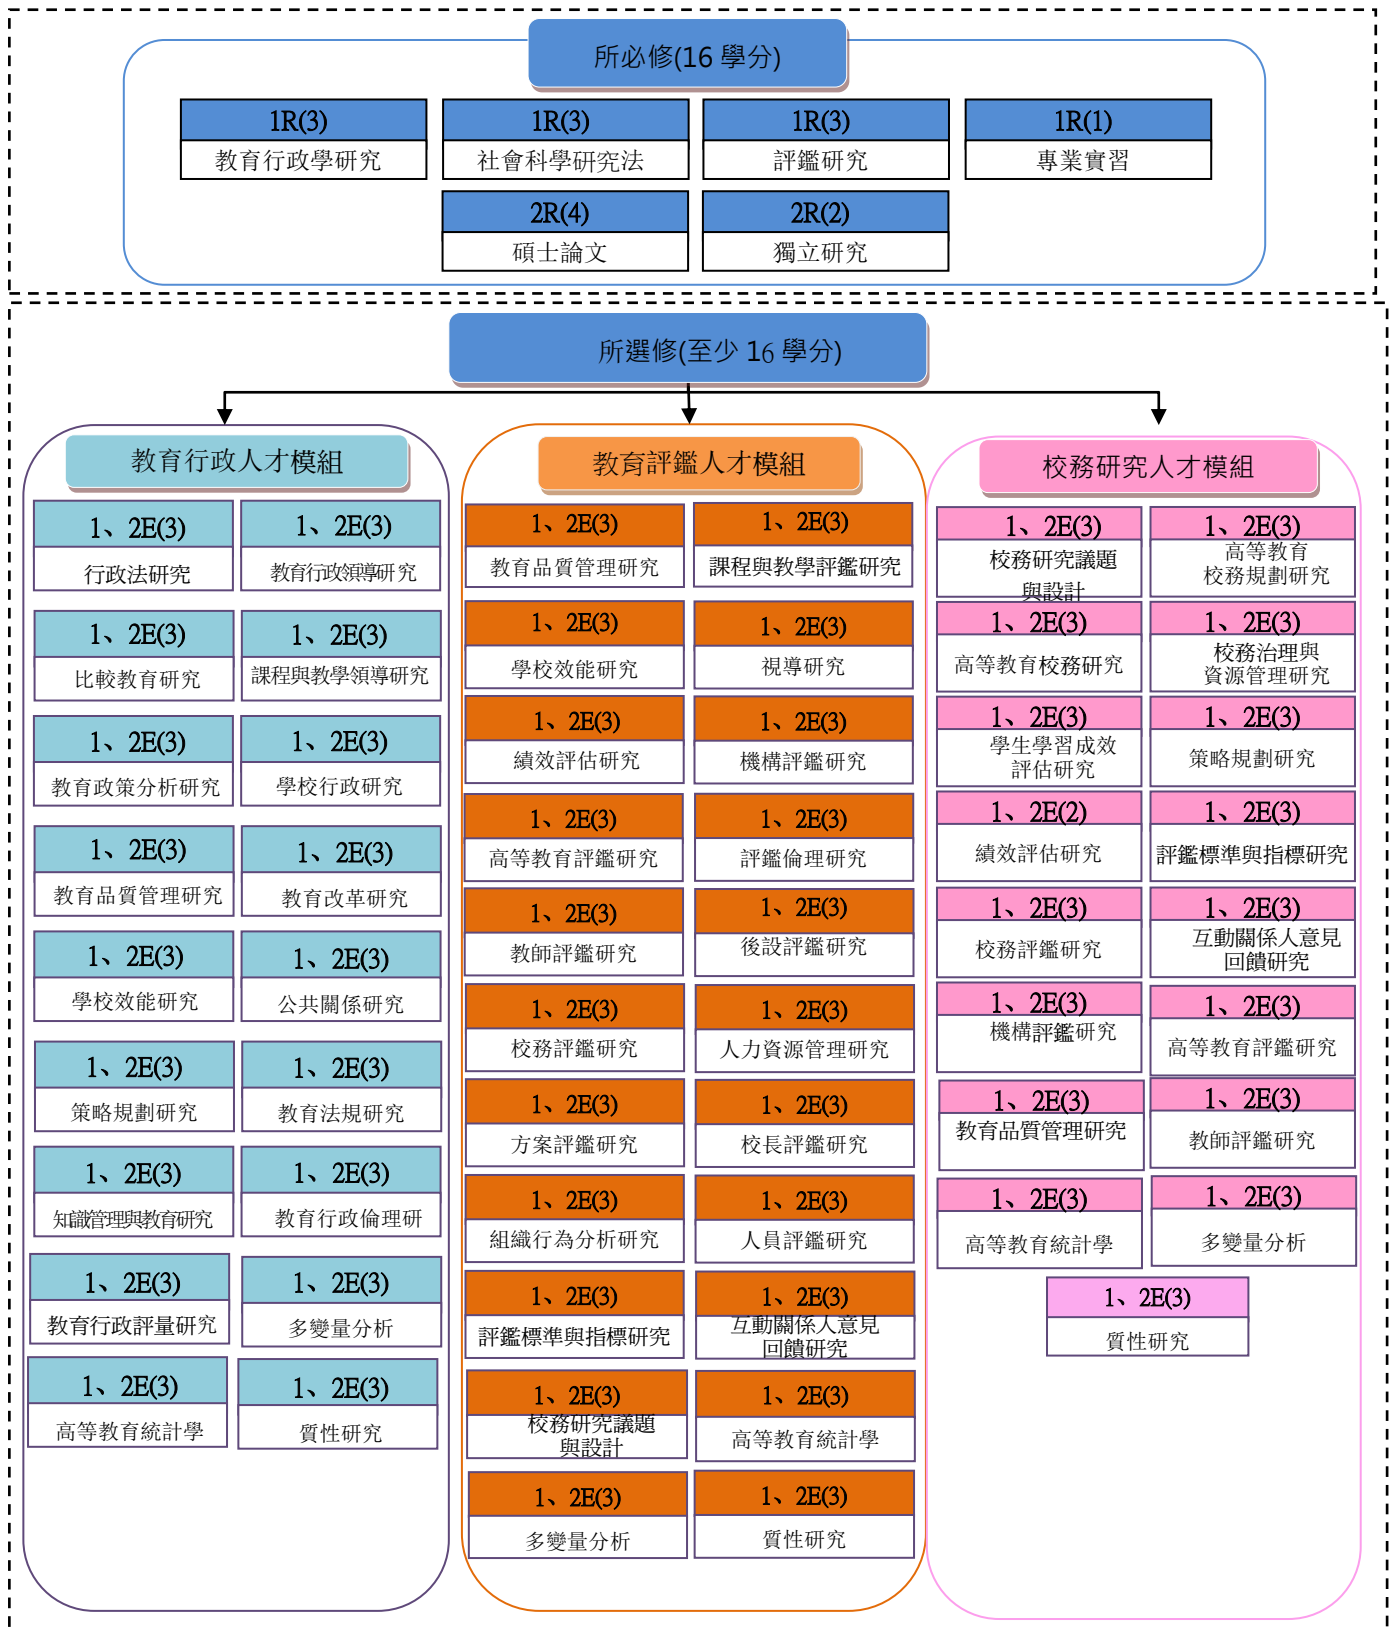 所必修(16 學分)
1R(3)
教育行政學研究
1R(3)
社會科學研究法
1R(3)
評鑑研究
1R(1)
專業實習
2R(4)
碩士論文
2R(2)
獨立研究
所選修(至少 16 學分)
教育行政人才模組
1、2E(3)
行政法研究
1、2E(3)
教育行政領導研究
1、2E(3)
比較教育研究
1、2E(3)
課程與教學領導研究
1、2E(3)
教育政策分析研究
1、2E(3)
學校行政研究
1、2E(3)
教育品質管理研究
1、2E(3)
教育改革研究
1、2E(3)
學校效能研究
1、2E(3)
公共關係研究
1、2E(3)
策略規劃研究
1、2E(3)
教育法規研究
1、2E(3)
知識管理與教育研究
1、2E(3)
教育行政倫理研
1、2E(3)
教育行政評量研究
1、2E(3)
多變量分析
1、2E(3)
高等教育統計學
1、2E(3)
質性研究
教育評鑑人才模組
1、2E(3)
教育品質管理研究
1、2E(3)
課程與教學評鑑研究
1、2E(3)
學校效能研究
1、2E(3)
視導研究
1、2E(3)
績效評估研究
1、2E(3)
機構評鑑研究
1、2E(3)
高等教育評鑑研究
1、2E(3)
評鑑倫理研究
1、2E(3)
教師評鑑研究
1、2E(3)
後設評鑑研究
1、2E(3)
校務評鑑研究
1、2E(3)
人力資源管理研究
1、2E(3)
方案評鑑研究
1、2E(3)
校長評鑑研究
1、2E(3)
組織行為分析研究
1、2E(3)
人員評鑑研究
1、2E(3)
評鑑標準與指標研究
1、2E(3)
互動關係人意見
回饋研究
1、2E(3)
校務研究議題
與設計
1、2E(3)
高等教育統計學
1、2E(3)
多變量分析
1、2E(3)
質性研究
校務研究人才模組
1、2E(3)
校務研究議題
與設計
1、2E(3)
高等教育
校務規劃研究
1、2E(3)
高等教育校務研究
1、2E(3)
校務治理與
資源管理研究
1、2E(3)
學生學習成效
評估研究
1、2E(3)
策略規劃研究
1、2E(2)
績效評估研究
1、2E(3)
評鑑標準與指標研究
1、2E(3)
校務評鑑研究
1、2E(3)
互動關係人意見
回饋研究
1、2E(3)
機構評鑑研究
1、2E(3)
高等教育評鑑研究
1、2E(3)
教育品質管理研究
1、2E(3)
教師評鑑研究
1、2E(3)
高等教育統計學
1、2E(3)
多變量分析
1、2E(3)
質性研究